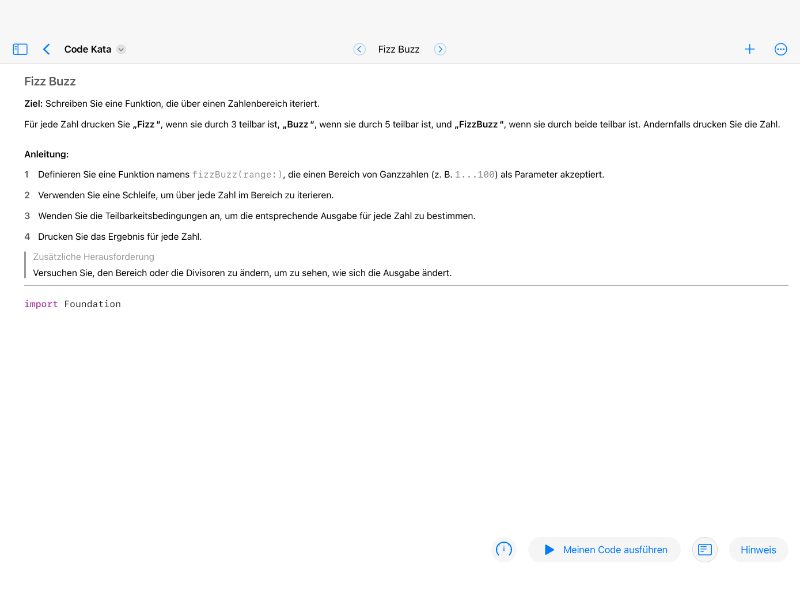 Code Kata
Fizz Buzz
Fizz Buzz
Ziel: Schreiben Sie eine Funktion, die über einen Zahlenbereich iteriert.
Für jede Zahl drucken Sie „Fizz “, wenn sie durch 3 teilbar ist, „Buzz “, wenn sie durch 5 teilbar ist, und „FizzBuzz “, wenn sie durch beide teilbar ist. Andernfalls drucken Sie die Zahl.
Anleitung:
1 Definieren Sie eine Funktion namens fizzBuzz(range:), die einen Bereich von Ganzzahlen (z. B. 1...100) als Parameter akzeptiert.
2 Verwenden Sie eine Schleife, um über jede Zahl im Bereich zu iterieren.
3 Wenden Sie die Teilbarkeitsbedingungen an, um die entsprechende Ausgabe für jede Zahl zu bestimmen.
4 Drucken Sie das Ergebnis für jede Zahl.
Zusätzliche Herausforderung
Versuchen Sie, den Bereich oder die Divisoren zu ändern, um zu sehen, wie sich die Ausgabe ändert.
import Foundation
Meinen Code ausführen
Hinweis